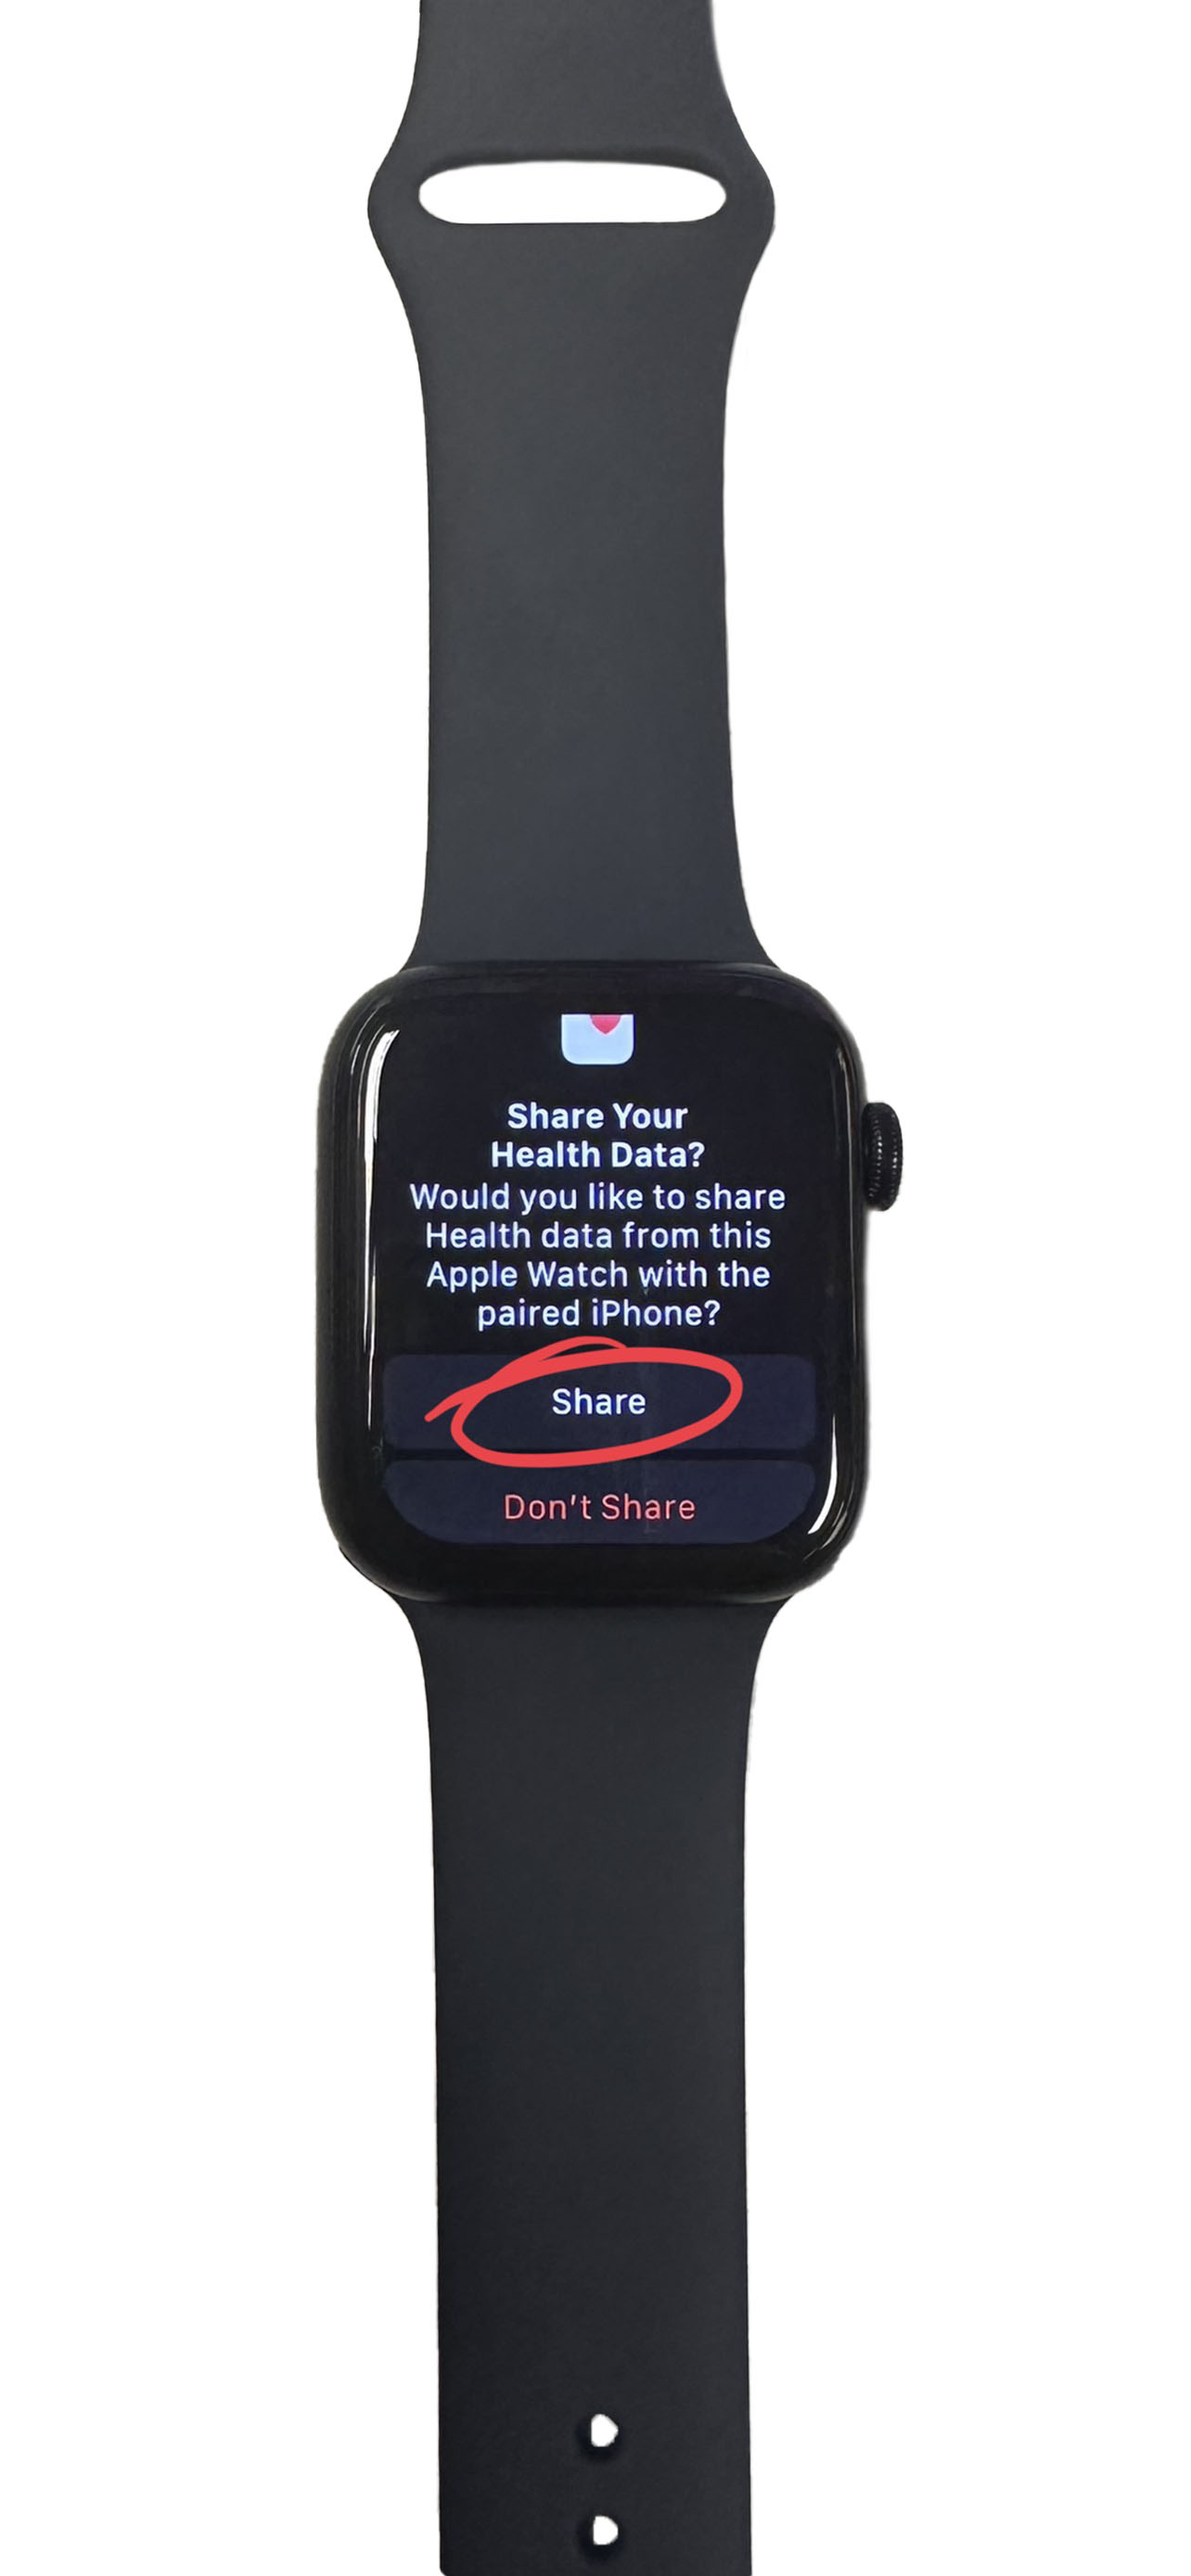 Share Your
Health Data?
Would you like to share
Health data from this
Apple Watch with the
paired iPhone?
Share
Don't Share